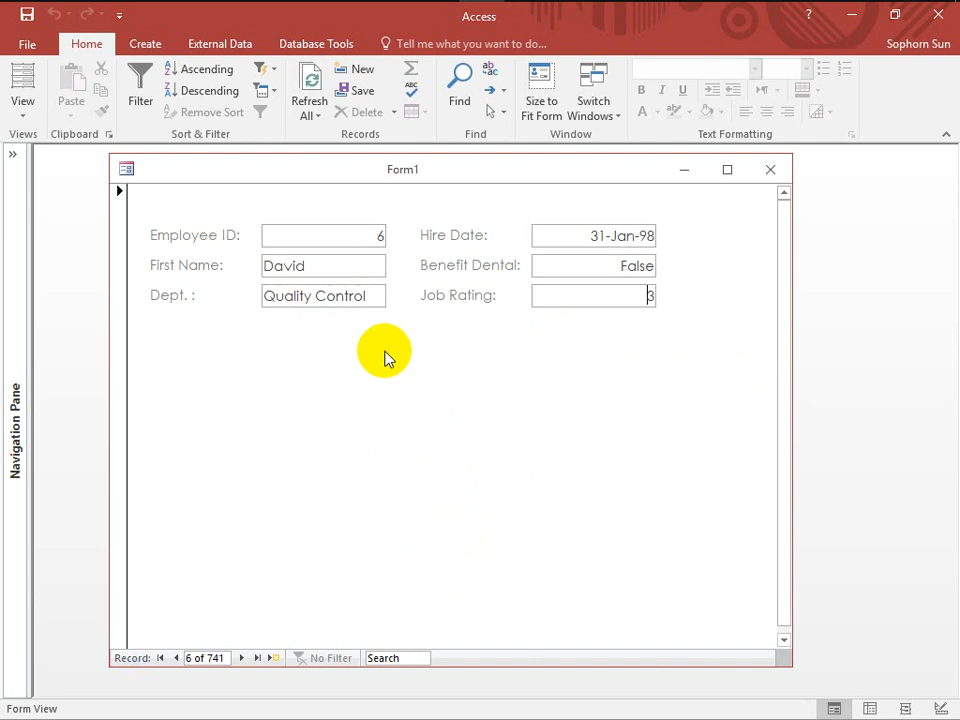 Access
?
File Home Create External Data Database Tools Tell me what you want to do... Sophorn Sun
View
Views
Paste
Clipboard
Filter
Ascending
Descending
Remove Sort
Sort & Filter
Refresh
All
New
Save
Delete
Records
Find
Find
Size to
Fit Form
Switch
Windows
Window
B I U
A
Text Formatting
Navigation Pane
Form1
Employee ID: 6 Hire Date: 31-Jan-98
First Name: David Benefit Dental: False
Dept. : Quality Control Job Rating: 3
Record: 6 of 741 No Filter Search
Form View